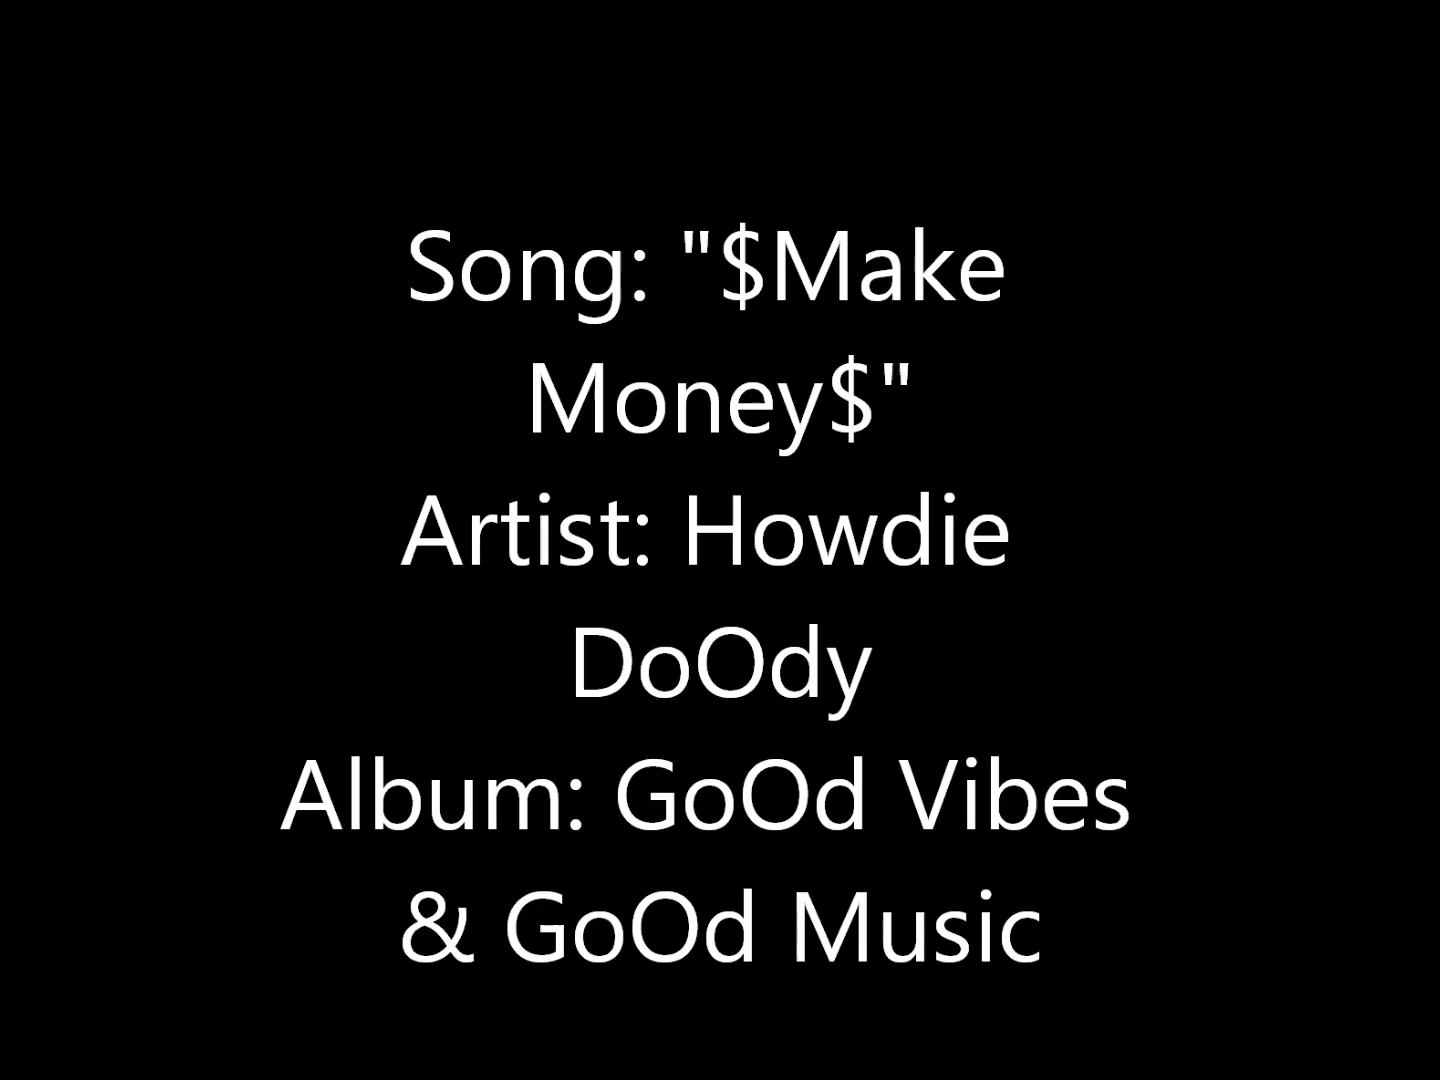 Song: "$Make
Money$"
Artist: Howdie
DoOdy
Album: GoOd Vibes
& GoOd Music